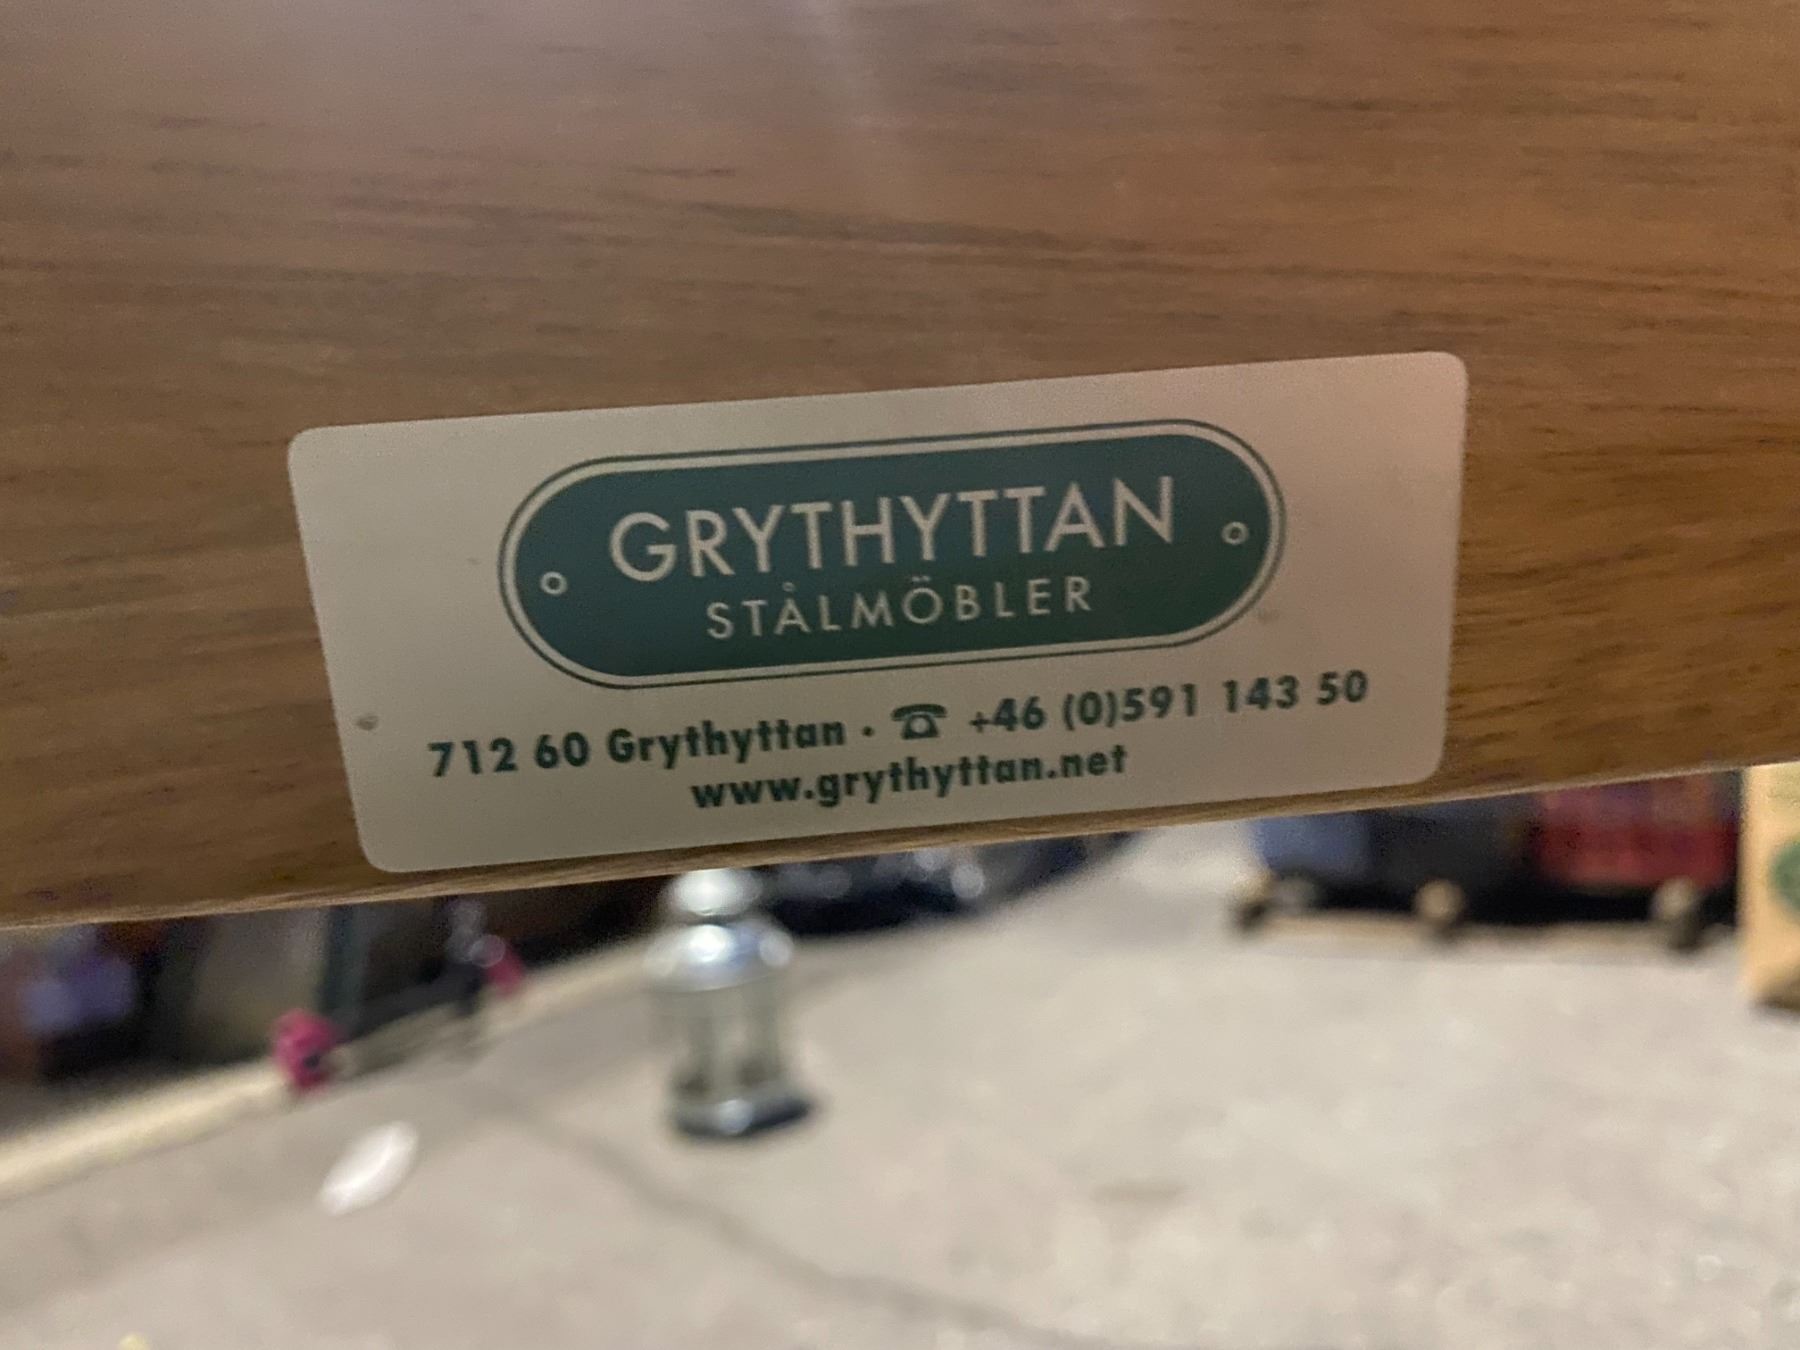 GRYTHYTTAN
STÅLMÖBLER
712 60 Grythyttan · ☎ +46 (0)591 143 50
www.grythyttan.net